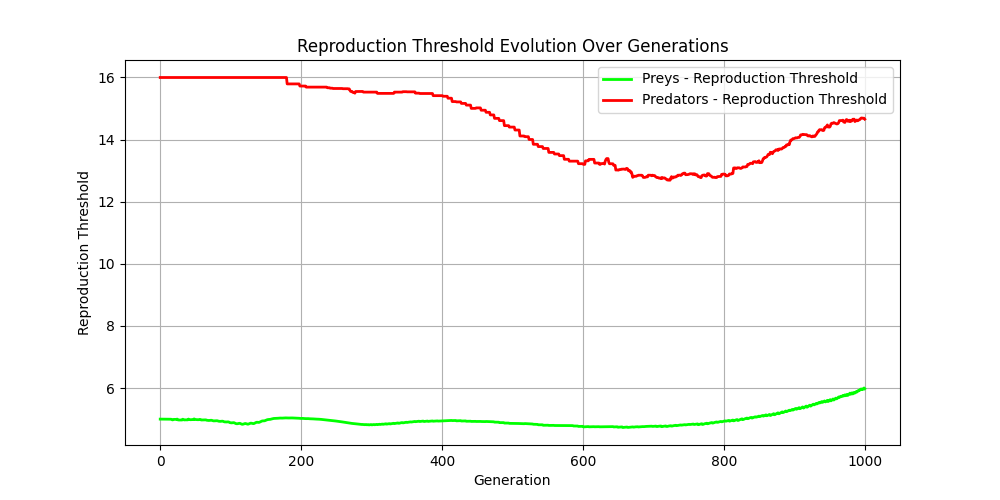 Reproduction Threshold Evolution Over Generations
Preys - Reproduction Threshold
Predators - Reproduction Threshold
Reproduction Threshold
16
14
12
10
8
6
0
200
400
600
800
1000
Generation